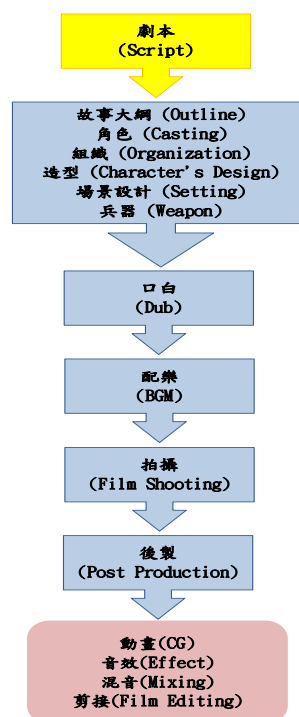 劇本
(Script)
故事大綱 (Outline)
角色 (Casting)
組織 (Organization)
造型 (Character's Design)
場景設計 (Setting)
兵器 (Weapon)
口白
(Dub)
配樂
(BGM)
拍攝
(Film Shooting)
後製
(Post Production)
動畫(CG)
音效(Effect)
混音(Mixing)
剪接(Film Editing)